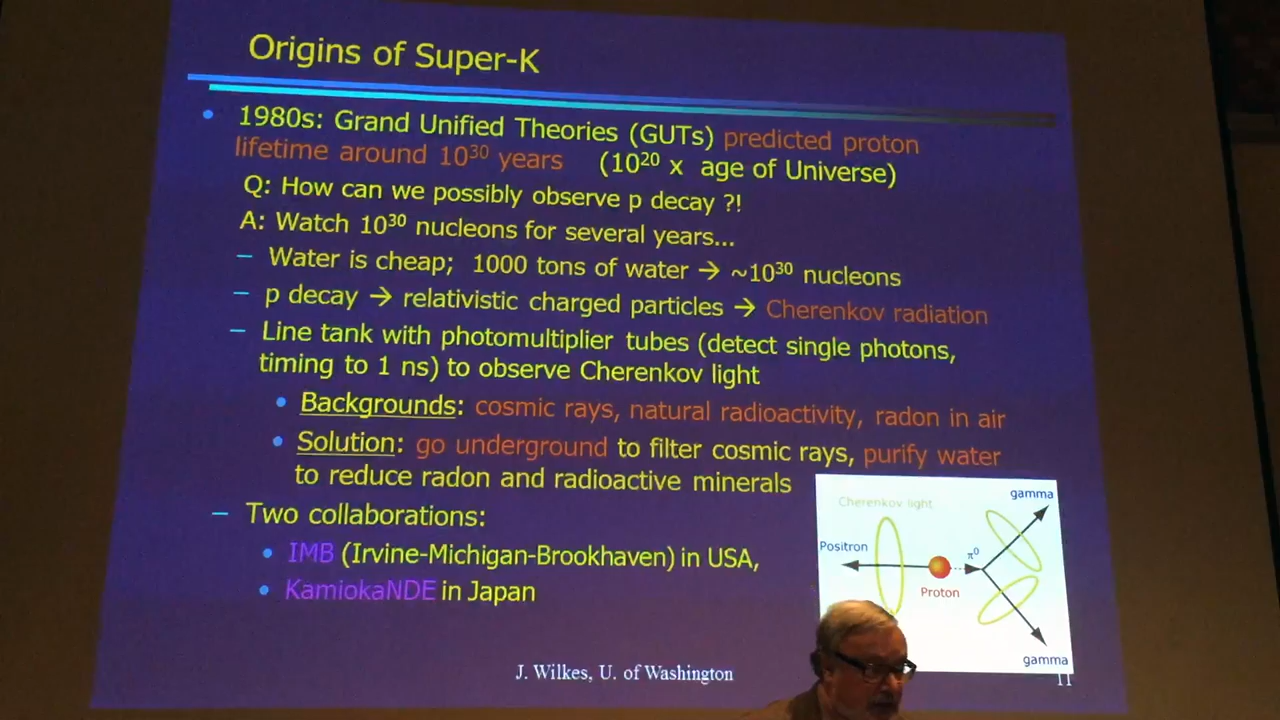 Origins of Super-K
• 1980s: Grand Unified Theories (GUTs) predicted proton
lifetime around 10³⁰ years (10²⁰ x age of Universe)
Q: How can we possibly observe p decay ?!
A: Watch 10³⁰ nucleons for several years...
– Water is cheap; 1000 tons of water → ~10³⁰ nucleons
– p decay → relativistic charged particles → Cherenkov radiation
– Line tank with photomultiplier tubes (detect single photons,
timing to 1 ns) to observe Cherenkov light
• Backgrounds: cosmic rays, natural radioactivity, radon in air
• Solution: go underground to filter cosmic rays, purify water
to reduce radon and radioactive minerals
– Two collaborations:
• IMB (Irvine-Michigan-Brookhaven) in USA,
• KamiokaNDE in Japan
Cherenkov light
gamma
Positron
π⁰
Proton
gamma
J. Wilkes, U. of Washington
11